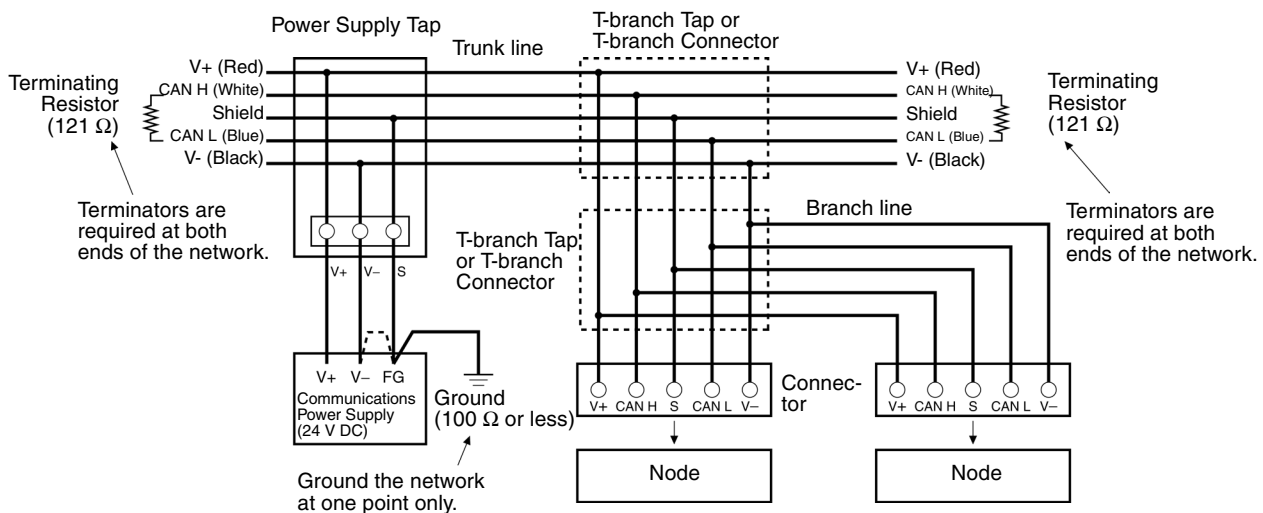 Power Supply Tap
Trunk line
T-branch Tap or
T-branch Connector
V+ (Red)
CAN H (White)
Shield
CAN L (Blue)
V- (Black)
Terminating
Resistor
(121 Ω)
Terminators are
required at both
ends of the network.
V+ (Red)
CAN H (White)
Shield
CAN L (Blue)
V- (Black)
Terminating
Resistor
(121 Ω)
Terminators are
required at both
ends of the network.
Branch line
T-branch Tap
or T-branch
Connector
V+ V– S
V+ V– FG
Communications
Power Supply
(24 V DC)
Ground
(100 Ω or less)
Ground the network
at one point only.
V+ CAN H S CAN L V–
Connec-
tor
V+ CAN H S CAN L V–
Node
Node